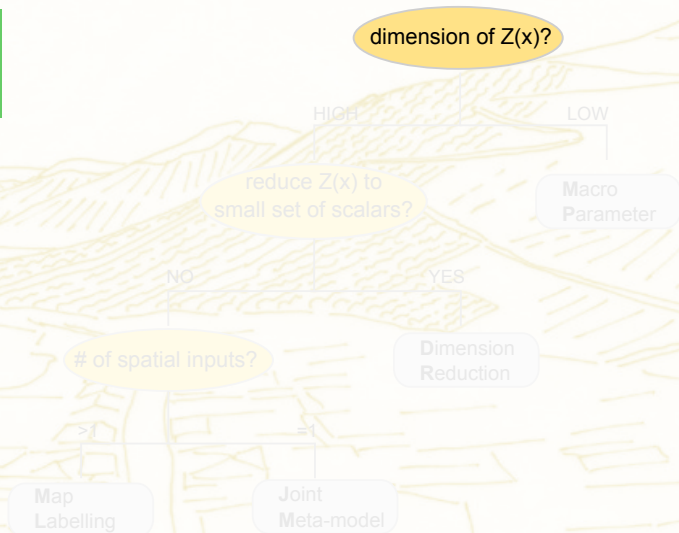 dimension of Z(x)?
HIGH
LOW
reduce Z(x) to
small set of scalars?
Macro
Parameter
NO
YES
# of spatial inputs?
Dimension
Reduction
>1
=1
Map
Labelling
Joint
Meta-model